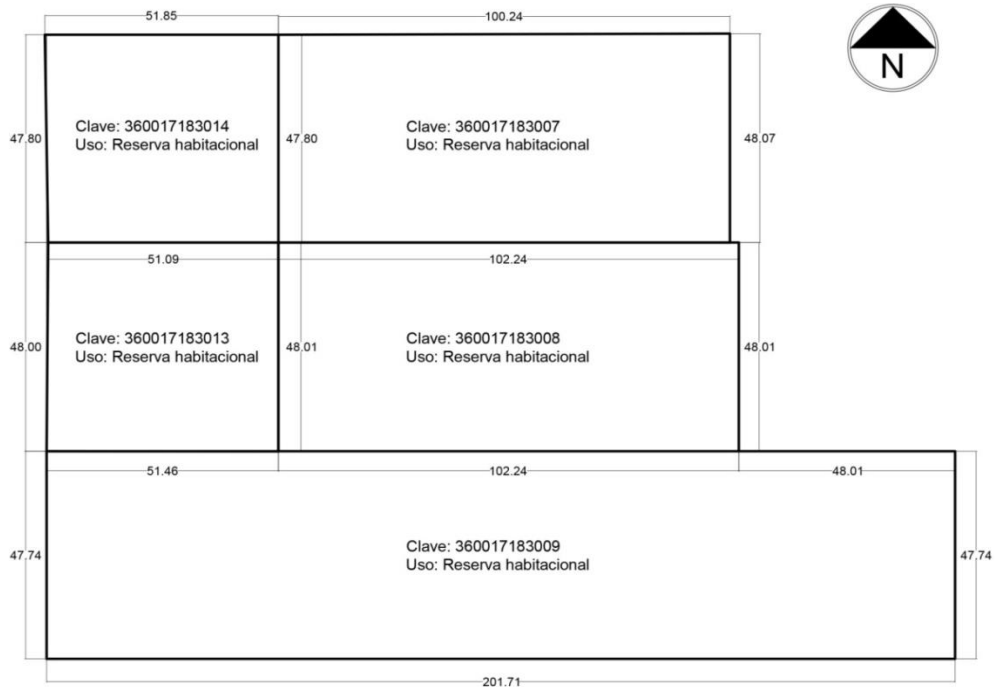 51.85
100.24
N
47.80
Clave: 360017183014
Uso: Reserva habitacional
47.80
Clave: 360017183007
Uso: Reserva habitacional
48.07
51.09
102.24
48.00
Clave: 360017183013
Uso: Reserva habitacional
48.01
Clave: 360017183008
Uso: Reserva habitacional
48.01
51.46
102.24
48.01
47.74
Clave: 360017183009
Uso: Reserva habitacional
47.74
201.71